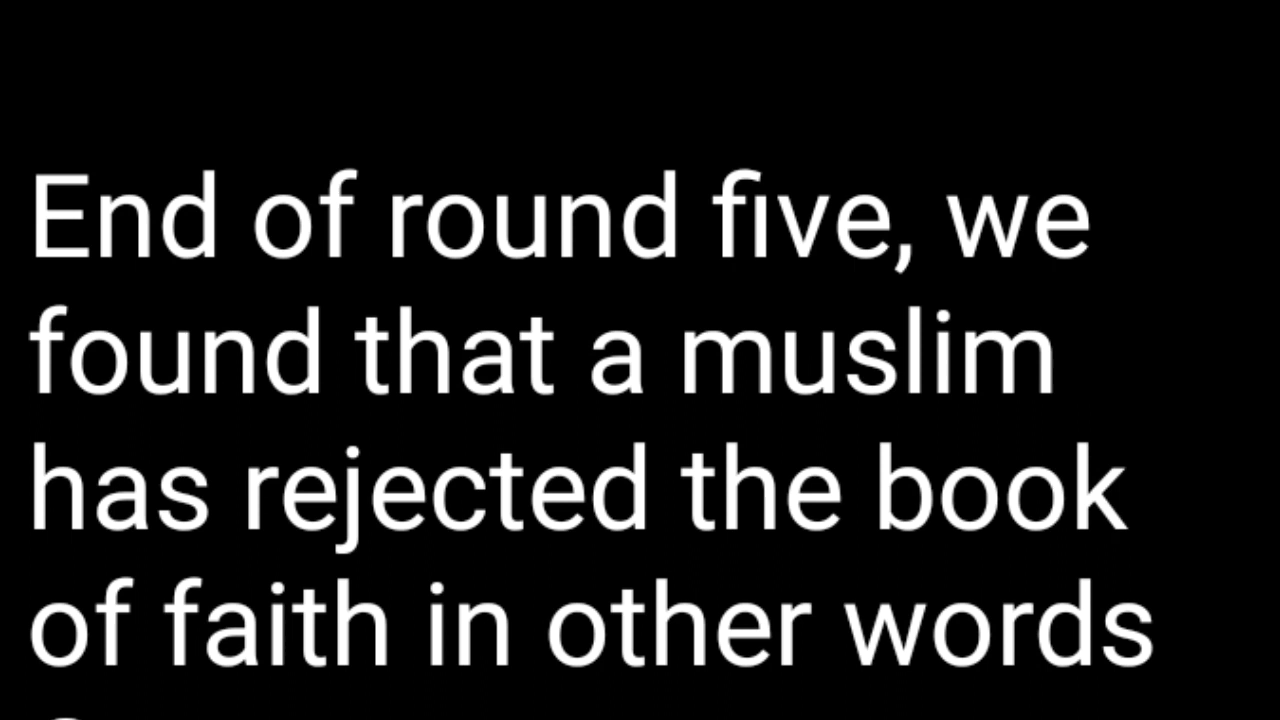 End of round five, we
found that a muslim
has rejected the book
of faith in other words